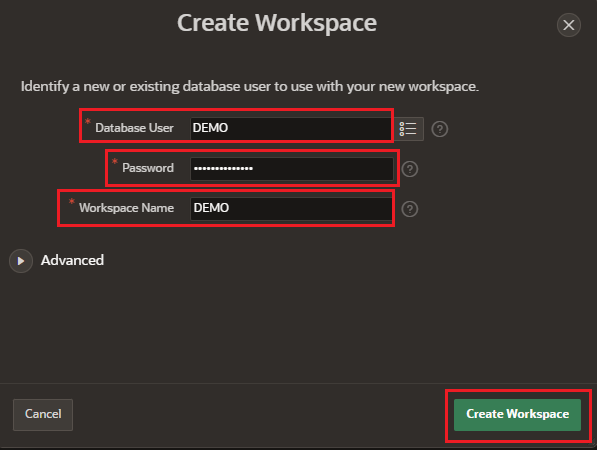 Create Workspace
Identify a new or existing database user to use with your new workspace.
* Database User DEMO
* Password ••••••••••••••
* Workspace Name DEMO
Advanced
Cancel Create Workspace